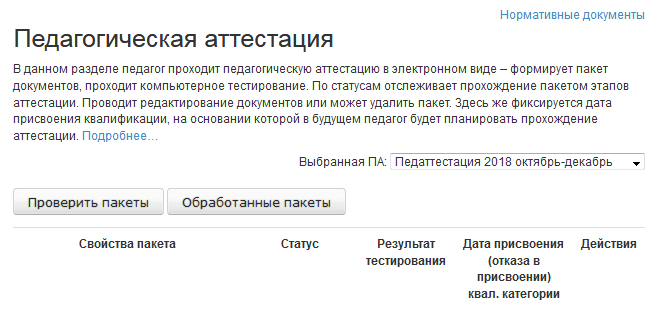 Нормативные документы
Педагогическая аттестация
В данном разделе педагог проходит педагогическую аттестацию в электронном виде – формирует пакет
документов, проходит компьютерное тестирование. По статусам отслеживает прохождение пакетом этапов
аттестации. Проводит редактирование документов или может удалить пакет. Здесь же фиксируется дата
присвоения квалификации, на основании которой в будущем педагог будет планировать прохождение
аттестации. Подробнее…
Выбранная ПА: Педаттестация 2018 октябрь-декабрь
Проверить пакеты Обработанные пакеты
Свойства пакета Статус Результат Дата присвоения Действия
тестирования (отказа в
присвоении)
квал. категории